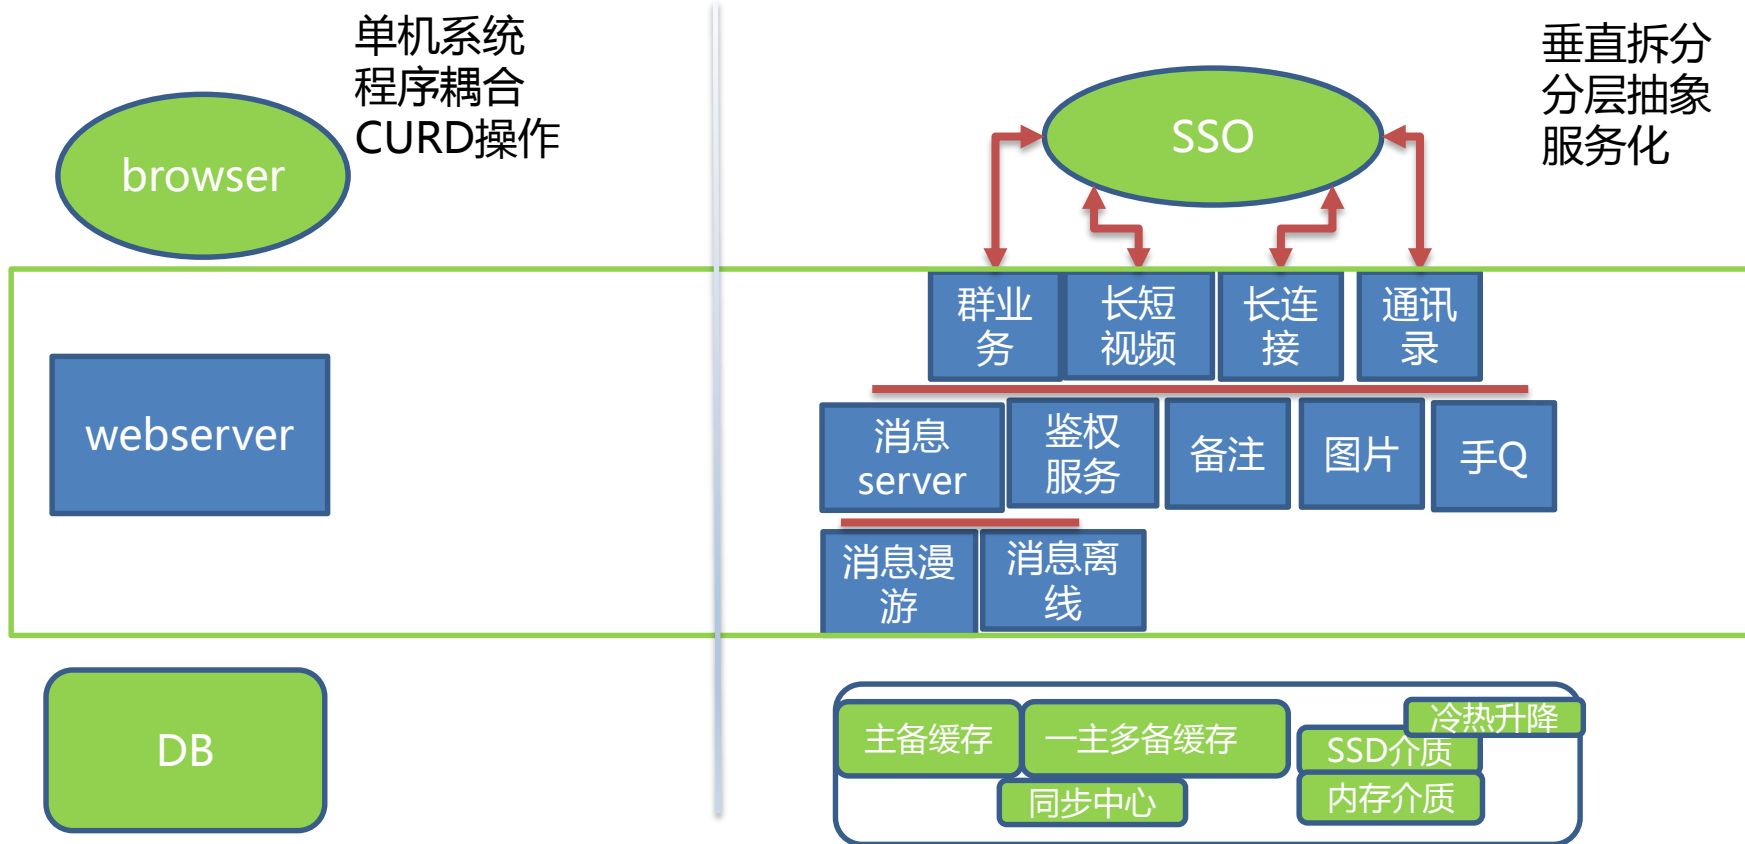 单机系统
程序耦合
CURD操作
browser
webserver
DB
垂直拆分
分层抽象
服务化
SSO
群业
务
长短
视频
长连
接
通讯
录
消息
server
鉴权
服务
备注
图片
手Q
消息漫
游
消息离
线
主备缓存
一主多备缓存
冷热升降
SSD介质
同步中心
内存介质